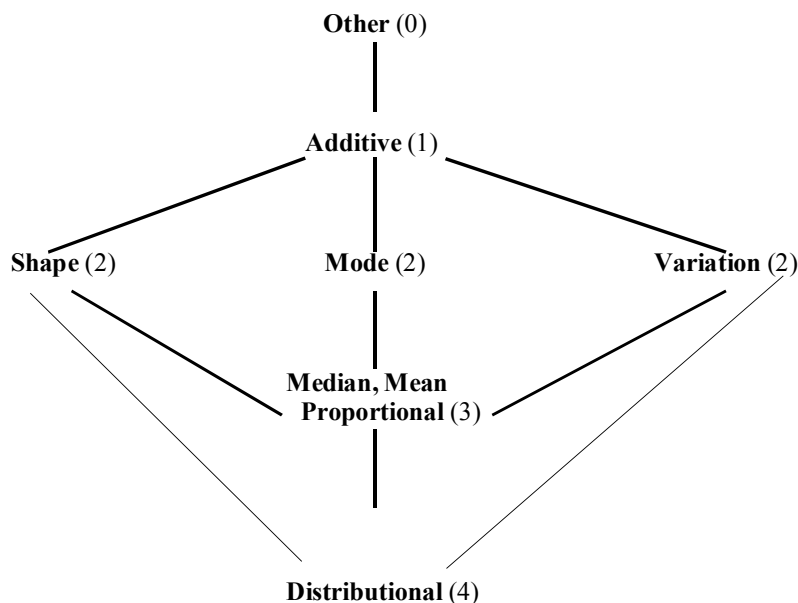 Other (0)
Additive (1)
Shape (2)
Mode (2)
Variation (2)
Median, Mean
Proportional (3)
Distributional (4)